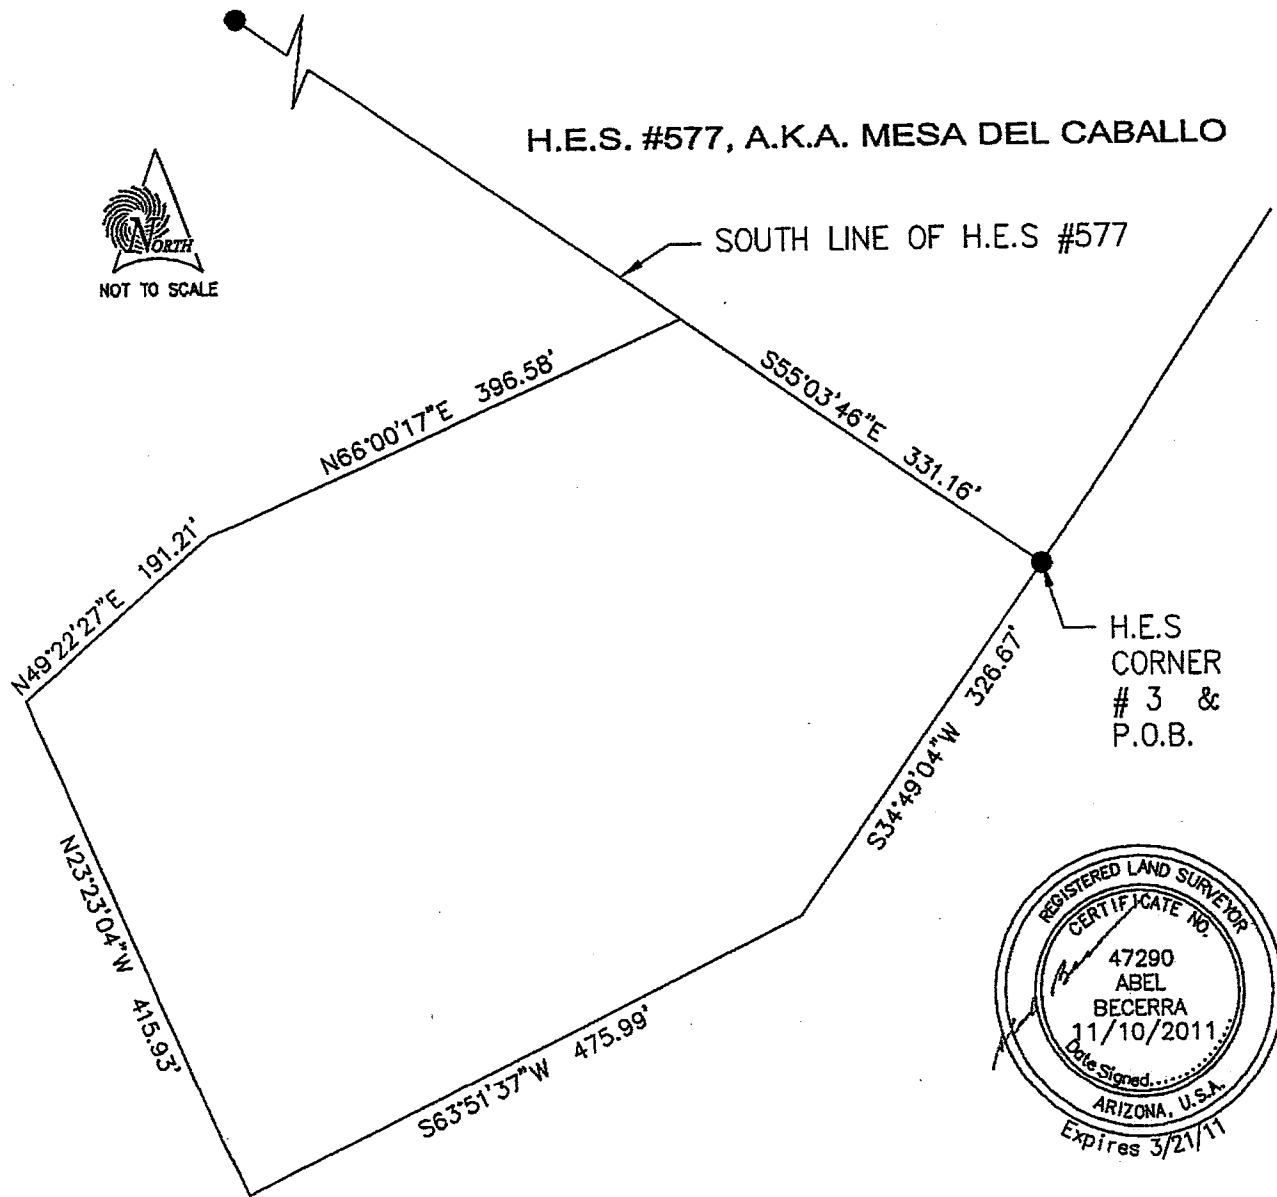 H.E.S. #577, A.K.A. MESA DEL CABALLO
NORTH
NOT TO SCALE
SOUTH LINE OF H.E.S #577
S55°03'46"E 331.16'
N66°00'17"E 396.58'
N49°22'27"E 191.21'
H.E.S
CORNER
# 3 &
P.O.B.
S34°49'04"W 326.67'
N23°23'04"W 415.93'
S63°51'37"W 475.99'
REGISTERED LAND SURVEYOR
CERTIFICATE NO.
47290
ABEL
BECERRA
11/10/2011
Date Signed..............
ARIZONA, U.S.A.
Expires 3/21/11